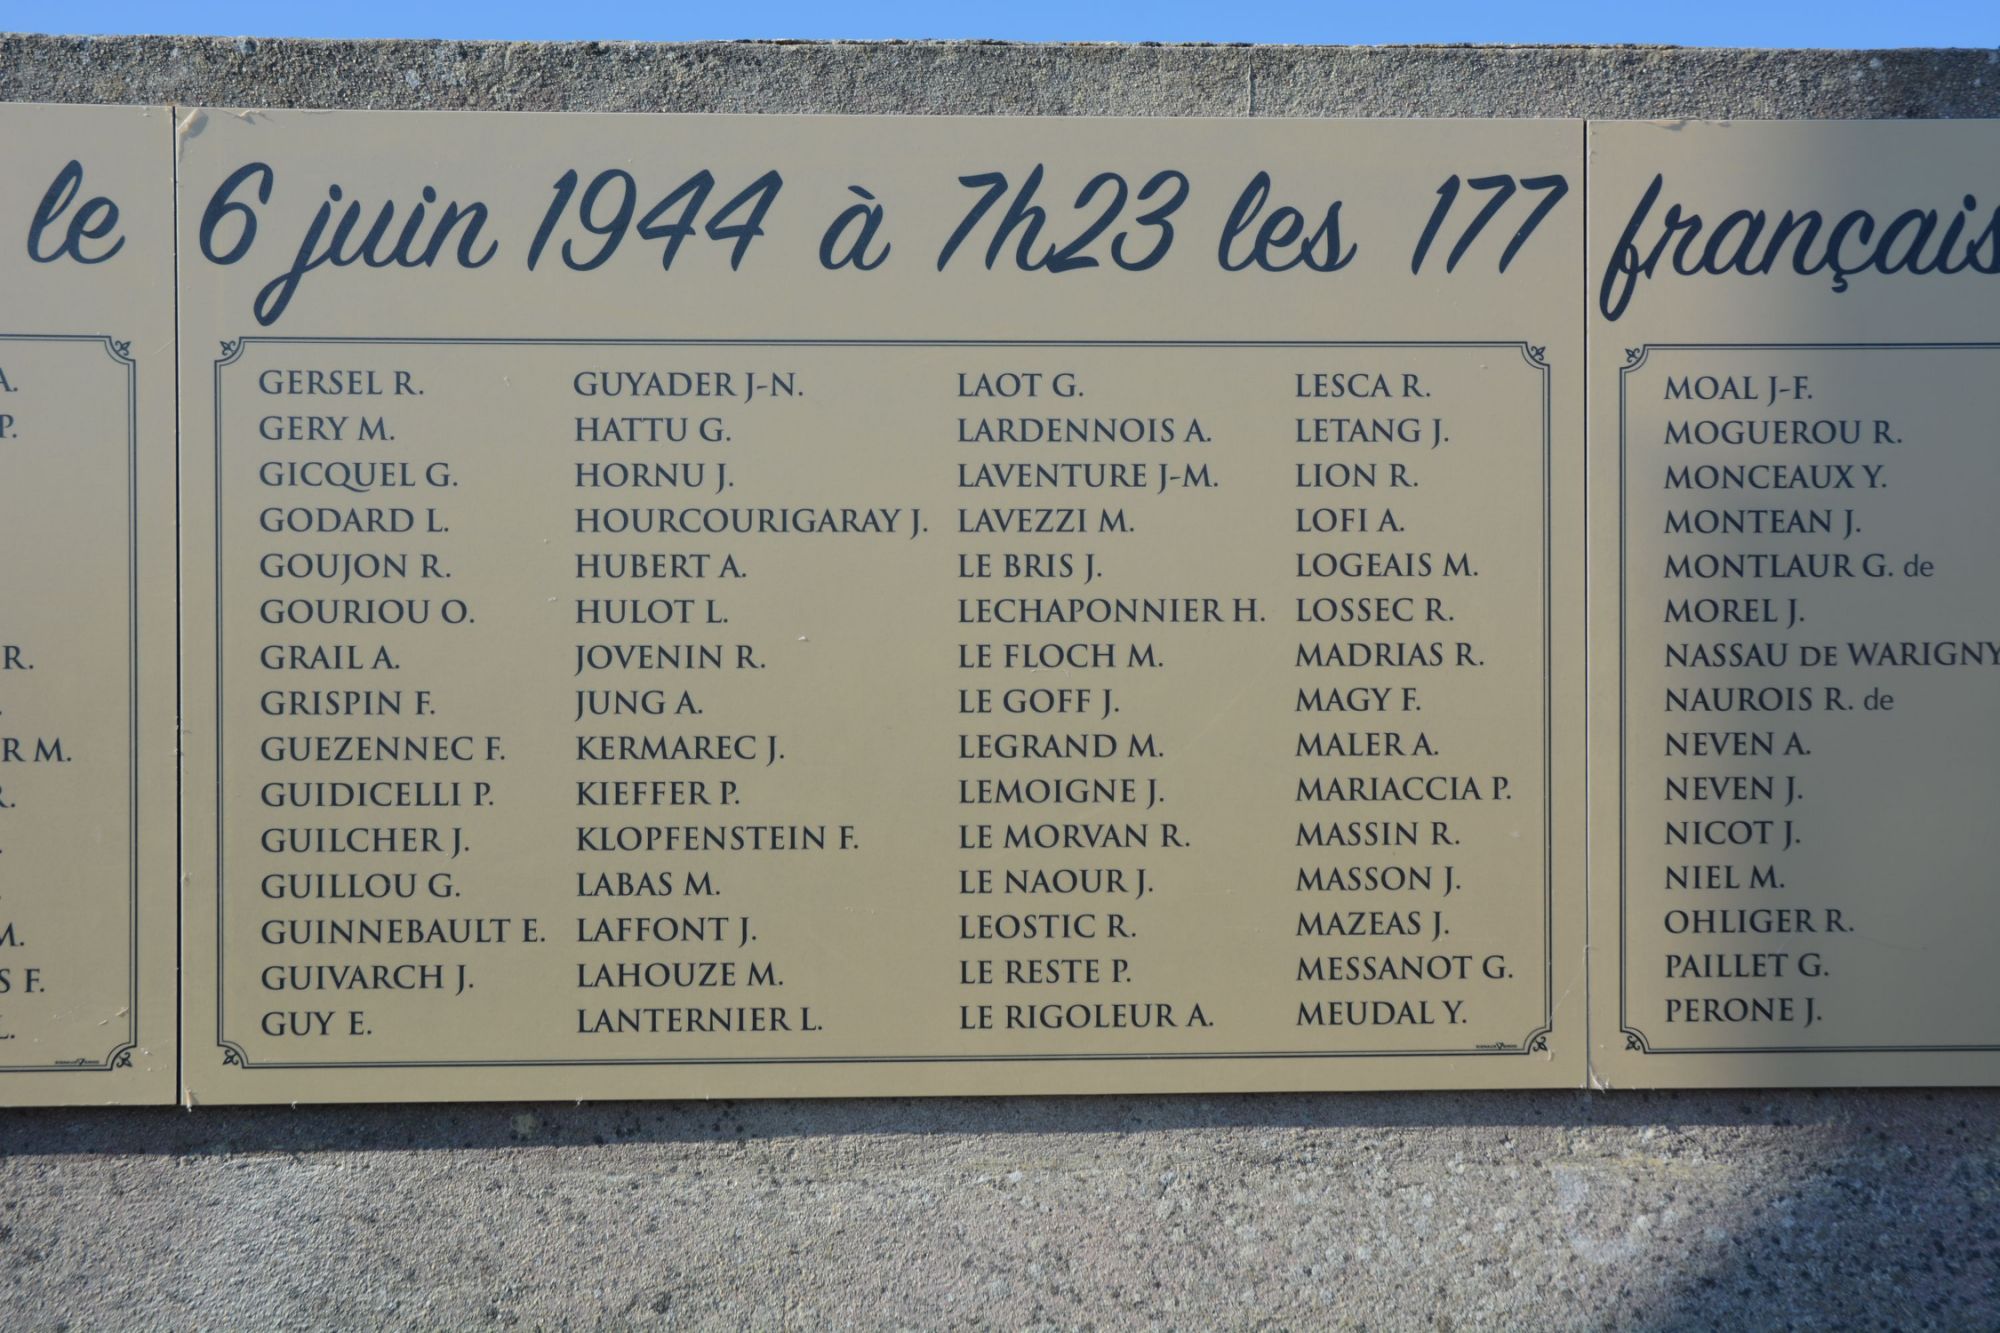 le
6 juin 1944 à 7h23 les 177
français
A.
P.
R.
R M.
R.
M.
S F.
L.
GERSEL R.
GERY M.
GICQUEL G.
GODARD L.
GOUJON R.
GOURIOU O.
GRAIL A.
GRISPIN F.
GUEZENNEC F.
GUIDICELLI P.
GUILCHER J.
GUILLOU G.
GUINNEBAULT E.
GUIVARCH J.
GUY E.
GUYADER J-N.
HATTU G.
HORNU J.
HOURCOURIGARAY J.
HUBERT A.
HULOT L.
JOVENIN R.
JUNG A.
KERMAREC J.
KIEFFER P.
KLOPFENSTEIN F.
LABAS M.
LAFFONT J.
LAHOUZE M.
LANTERNIER L.
LAOT G.
LARDENNOIS A.
LAVENTURE J-M.
LAVEZZI M.
LE BRIS J.
LECHAPONNIER H.
LE FLOCH M.
LE GOFF J.
LEGRAND M.
LEMOIGNE J.
LE MORVAN R.
LE NAOUR J.
LEOSTIC R.
LE RESTE P.
LE RIGOLEUR A.
LESCA R.
LETANG J.
LION R.
LOFI A.
LOGEAIS M.
LOSSEC R.
MADRIAS R.
MAGY F.
MALER A.
MARIACCIA P.
MASSIN R.
MASSON J.
MAZEAS J.
MESSANOT G.
MEUDAL Y.
MOAL J-F.
MOGUEROU R.
MONCEAUX Y.
MONTEAN J.
MONTLAUR G. de
MOREL J.
NASSAU DE WARIGNY
NAUROIS R. de
NEVEN A.
NEVEN J.
NICOT J.
NIEL M.
OHLIGER R.
PAILLET G.
PERONE J.